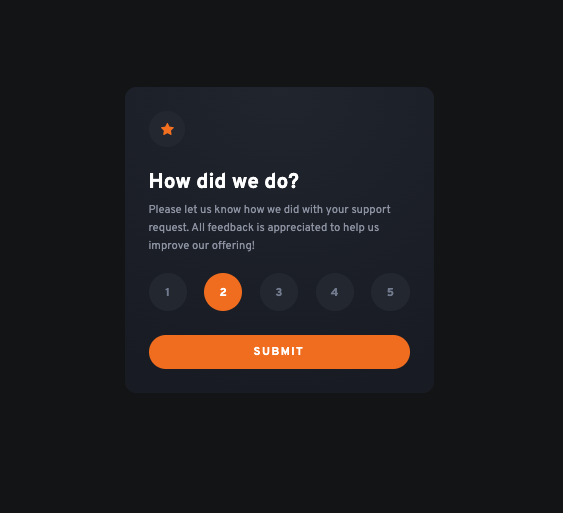 How did we do?
Please let us know how we did with your support
request. All feedback is appreciated to help us
improve our offering!
1 2 3 4 5
SUBMIT